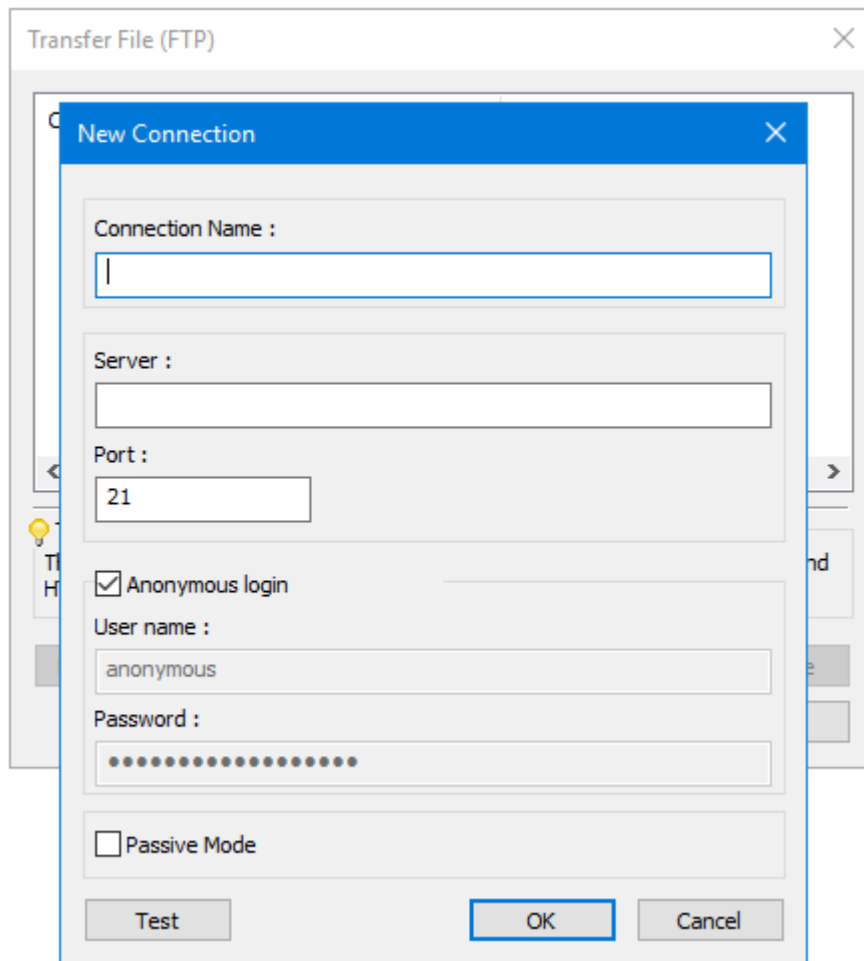 Transfer File (FTP)
New Connection
Connection Name :
Server :
Port :
21
Anonymous login
User name :
anonymous
Password :
••••••••••••••••••
Passive Mode
Test
OK
Cancel